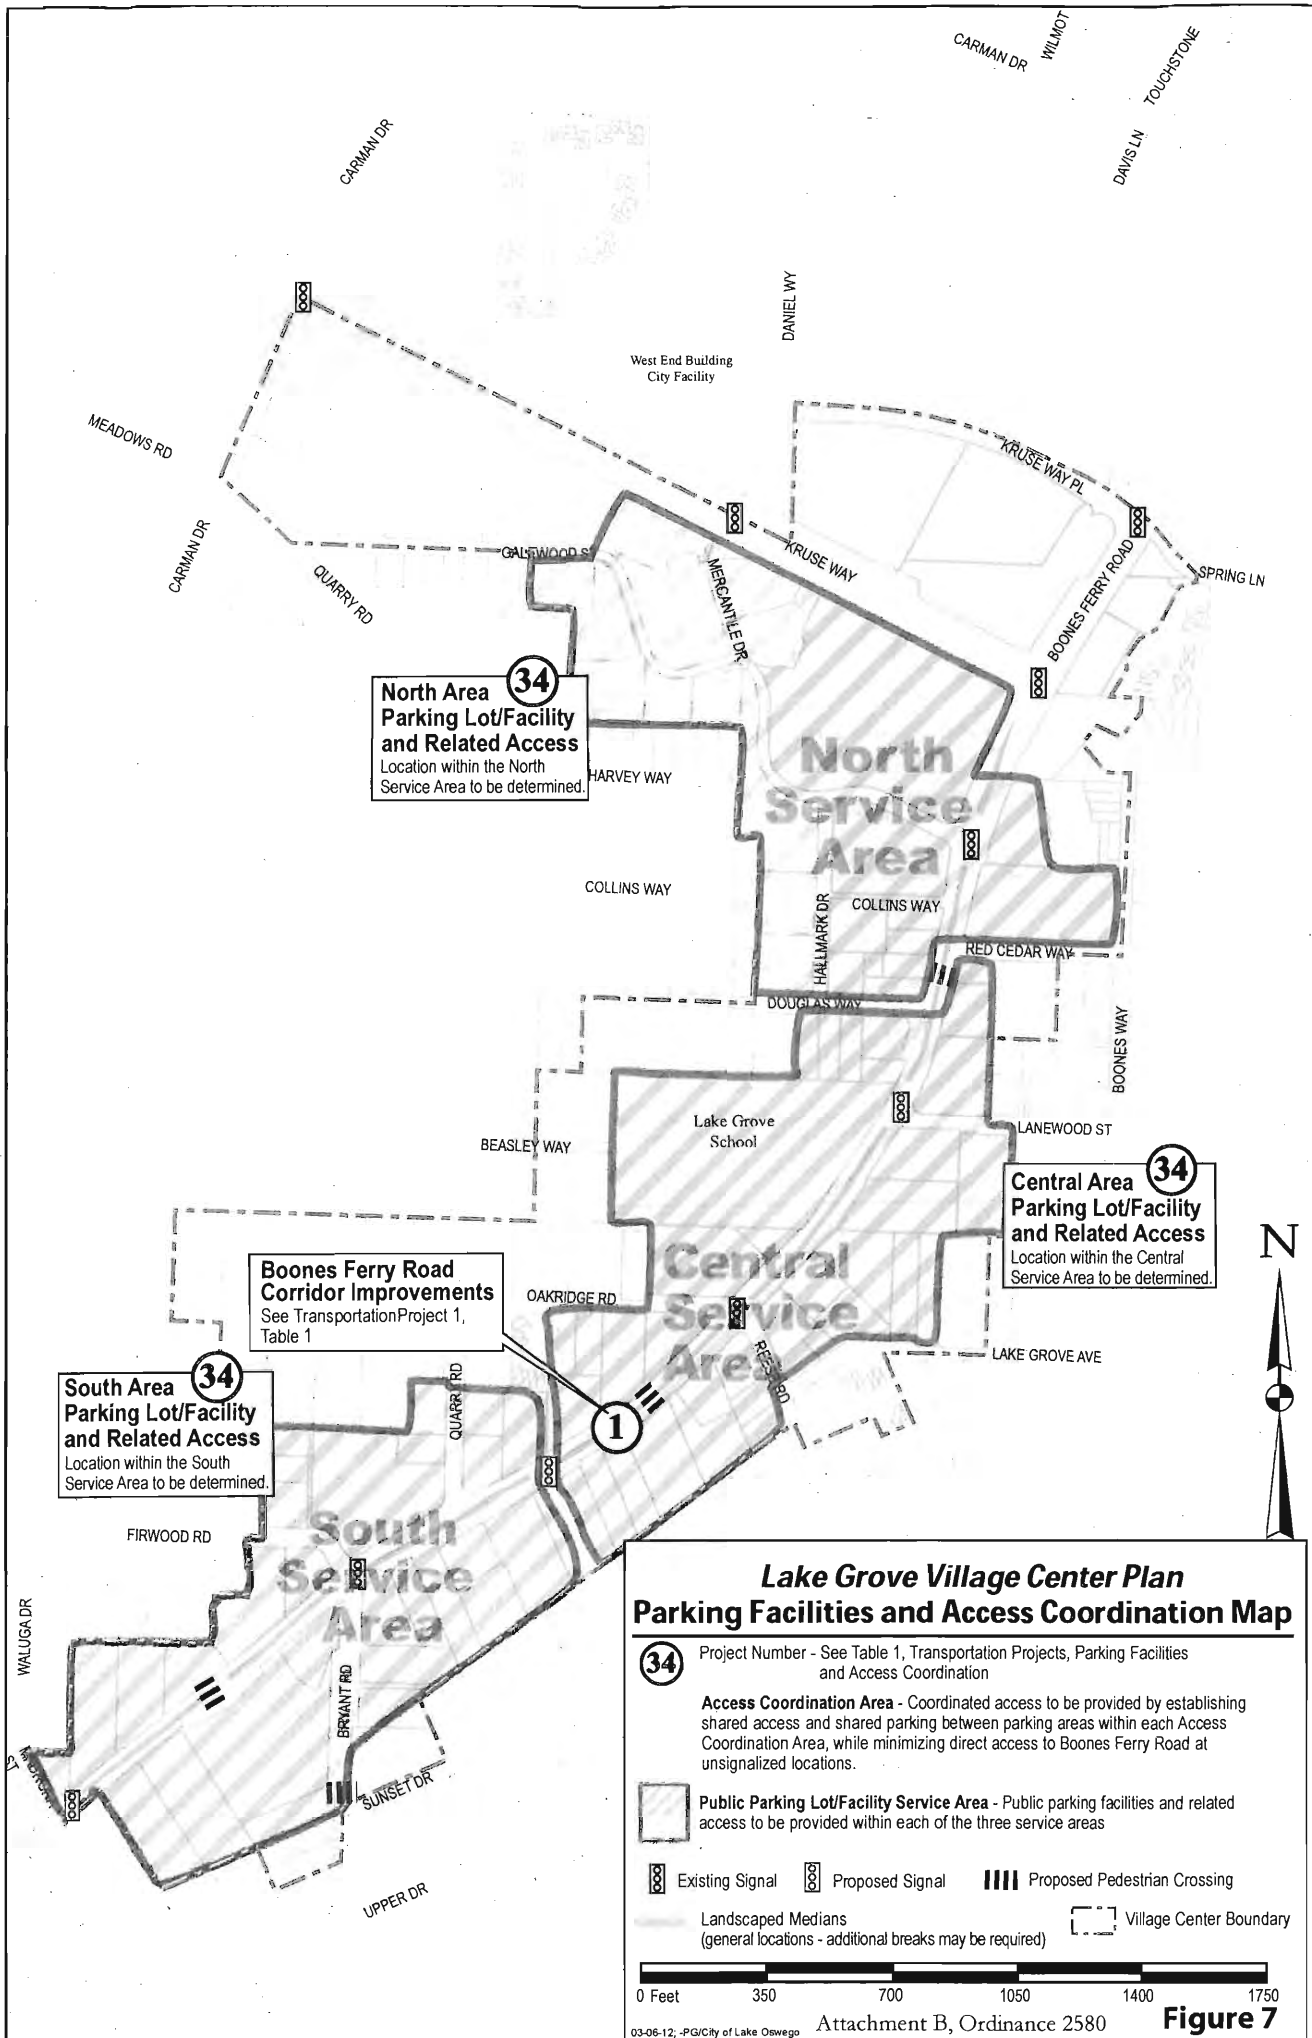 CARMAN DR
WILMOT
TOUCHSTONE
CARMAN DR
DAVIS LN
DANIEL WY
West End Building
City Facility
MEADOWS RD
KRUSE WAY PL
CARMAN DR
GALEWOOD S
KRUSE WAY
BOONES FERRY ROAD
SPRING LN
QUARRY RD
MERCANTILE DR
North Area 34
Parking Lot/Facility
and Related Access
Location within the North
Service Area to be determined.
HARVEY WAY
North
Service
Area
COLLINS WAY
HALLMARK DR
COLLINS WAY
RED CEDAR WAY
DOUGLAS WAY
BOONES WAY
Lake Grove
School
LANEWOOD ST
BEASLEY WAY
Central Area 34
Parking Lot/Facility
and Related Access
Location within the Central
Service Area to be determined.
N
Boones Ferry Road
Corridor Improvements
See Transportation Project 1,
Table 1
OAKRIDGE RD
Central
Service
Area
REESE RD
LAKE GROVE AVE
South Area 34
Parking Lot/Facility
and Related Access
Location within the South
Service Area to be determined.
QUARRY RD
1
FIRWOOD RD
South
Service
Area
WALUGA DR
BRYANT RD
ST
SUNSET DR
UPPER DR
Lake Grove Village Center Plan
Parking Facilities and Access Coordination Map
34 Project Number - See Table 1, Transportation Projects, Parking Facilities
and Access Coordination
Access Coordination Area - Coordinated access to be provided by establishing
shared access and shared parking between parking areas within each Access
Coordination Area, while minimizing direct access to Boones Ferry Road at
unsignalized locations.
Public Parking Lot/Facility Service Area - Public parking facilities and related
access to be provided within each of the three service areas
Existing Signal Proposed Signal Proposed Pedestrian Crossing
Landscaped Medians
(general locations - additional breaks may be required)
Village Center Boundary
0 Feet 350 700 1050 1400 1750
03-06-12; -PG/City of Lake Oswego Attachment B, Ordinance 2580 Figure 7